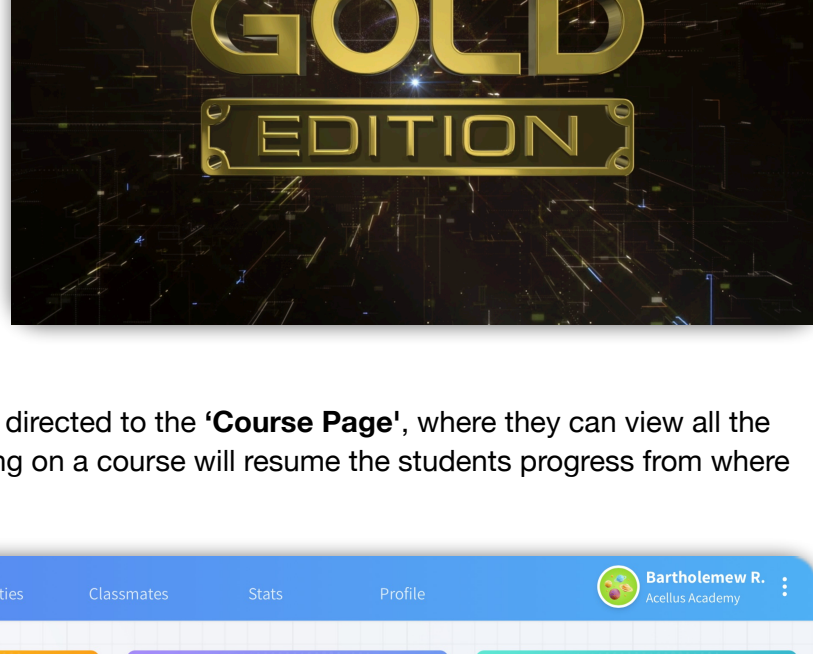 GOLD
EDITION
directed to the ‘Course Page', where they can view all the
ng on a course will resume the students progress from where
ties Classmates Stats Profile Bartholemew R.
Acellus Academy